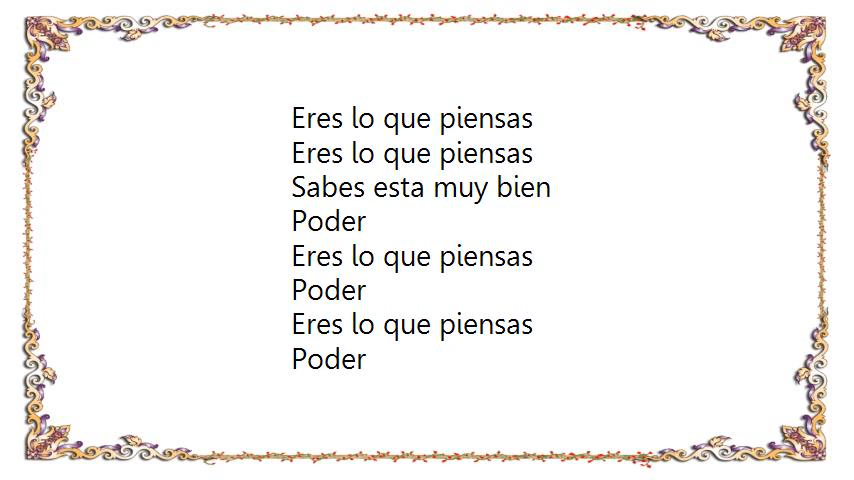 Eres lo que piensas
Eres lo que piensas
Sabes esta muy bien
Poder
Eres lo que piensas
Poder
Eres lo que piensas
Poder